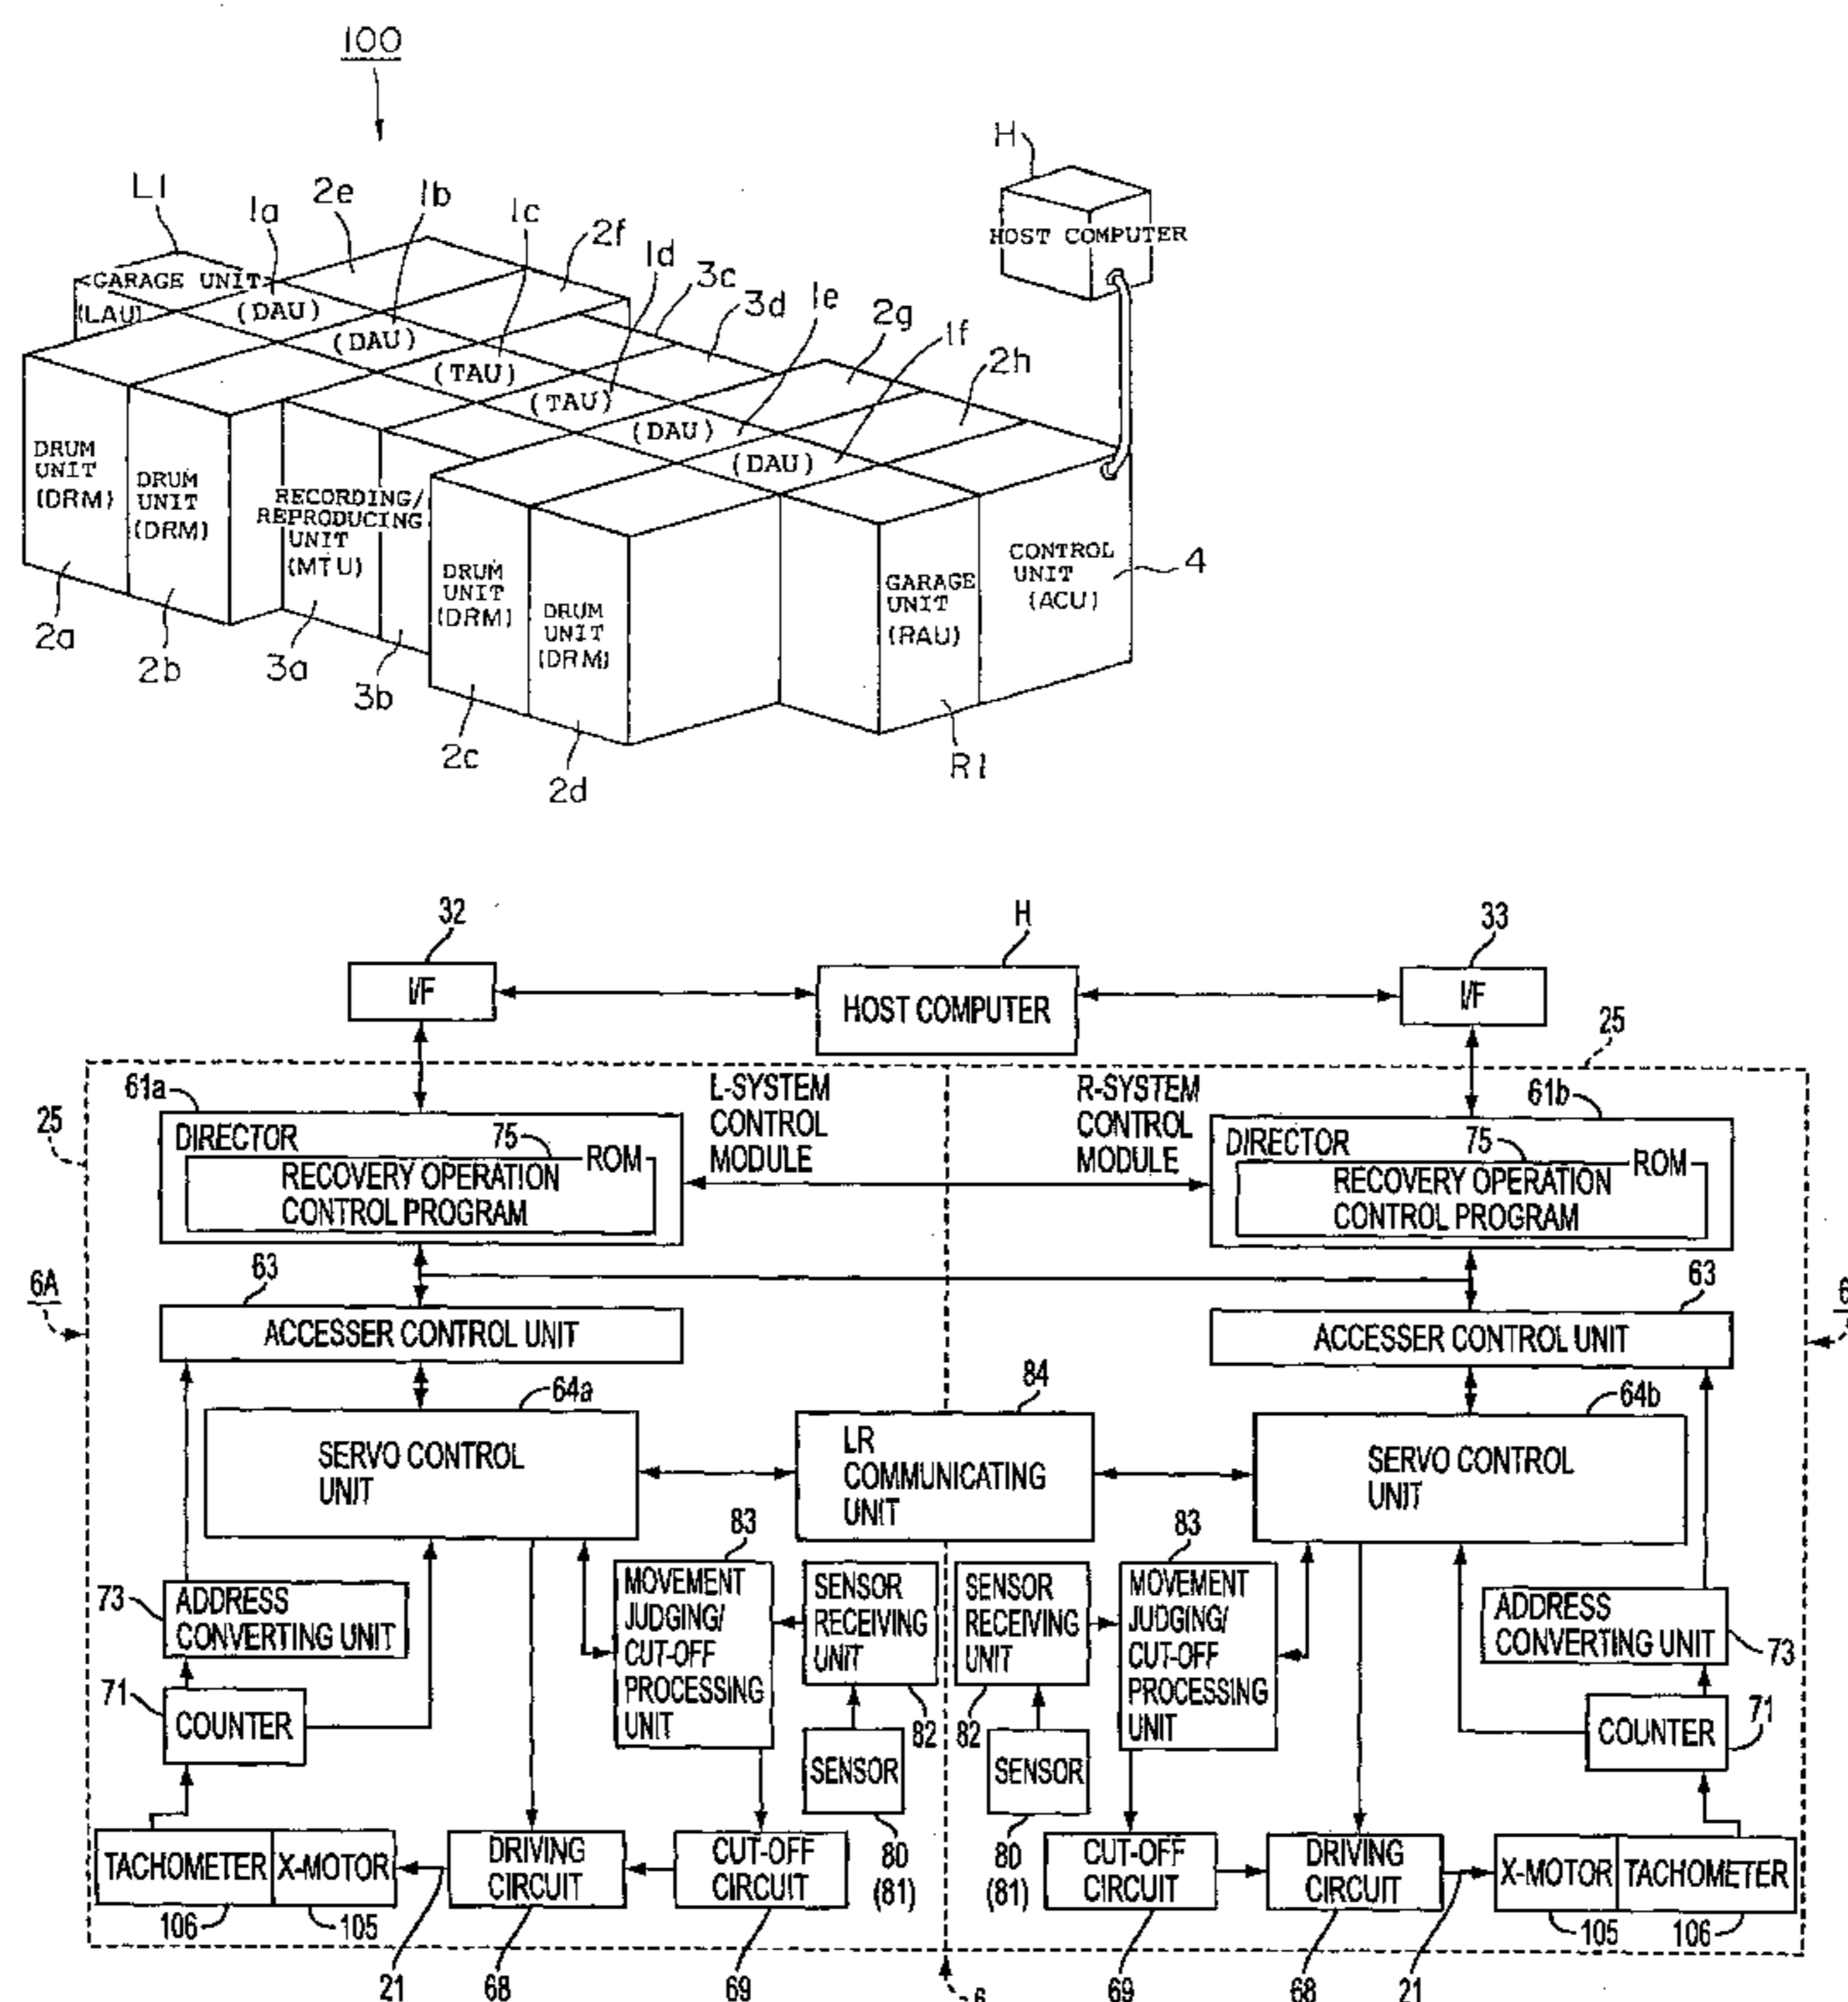 100
H
L1
1a
2e
1b
1c
2f
1d
3c
3d
1e
2g
1f
2h
HOST COMPUTER
GARAGE UNIT
(LAU)
(DAU)
(DAU)
(TAU)
(TAU)
(DAU)
(DAU)
DRUM
UNIT
(DRM)
DRUM
UNIT
(DRM)
RECORDING/
REPRODUCING
UNIT
(MTU)
DRUM
UNIT
(DRM)
DRUM
UNIT
(DRM)
GARAGE
UNIT
(RAU)
CONTROL
UNIT
(ACU)
4
2a
2b
3a
3b
2c
2d
R1
32
H
33
I/F
HOST COMPUTER
I/F
25
25
61a
L-SYSTEM
CONTROL
MODULE
R-SYSTEM
CONTROL
MODULE
61b
DIRECTOR
75
ROM
RECOVERY OPERATION
CONTROL PROGRAM
DIRECTOR
75
ROM
RECOVERY OPERATION
CONTROL PROGRAM
6A
63
63
6
ACCESSER CONTROL UNIT
ACCESSER CONTROL UNIT
64a
84
64b
SERVO CONTROL
UNIT
LR
COMMUNICATING
UNIT
SERVO CONTROL
UNIT
83
83
73
ADDRESS
CONVERTING UNIT
MOVEMENT
JUDGING/
CUT-OFF
PROCESSING
UNIT
SENSOR
RECEIVING
UNIT
SENSOR
RECEIVING
UNIT
MOVEMENT
JUDGING/
CUT-OFF
PROCESSING
UNIT
ADDRESS
CONVERTING UNIT
73
71
COUNTER
82
82
COUNTER
71
SENSOR
SENSOR
TACHOMETER
X-MOTOR
DRIVING
CIRCUIT
CUT-OFF
CIRCUIT
80
(81)
80
(81)
CUT-OFF
CIRCUIT
DRIVING
CIRCUIT
X-MOTOR
TACHOMETER
106
105
105
106
21
68
69
6
69
68
21